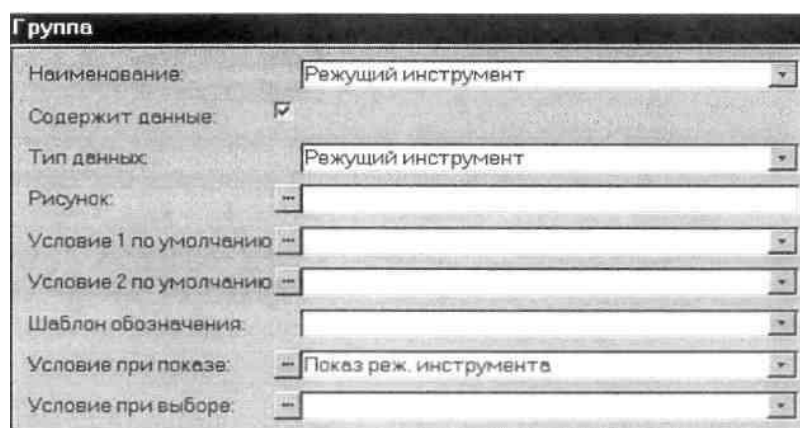 Группа
Наименование: Режущий инструмент
Содержит данные:
Тип данных: Режущий инструмент
Рисунок: ...
Условие 1 по умолчанию ...
Условие 2 по умолчанию ...
Шаблон обозначения:
Условие при показе: ... Показ реж. инструмента
Условие при выборе: ...